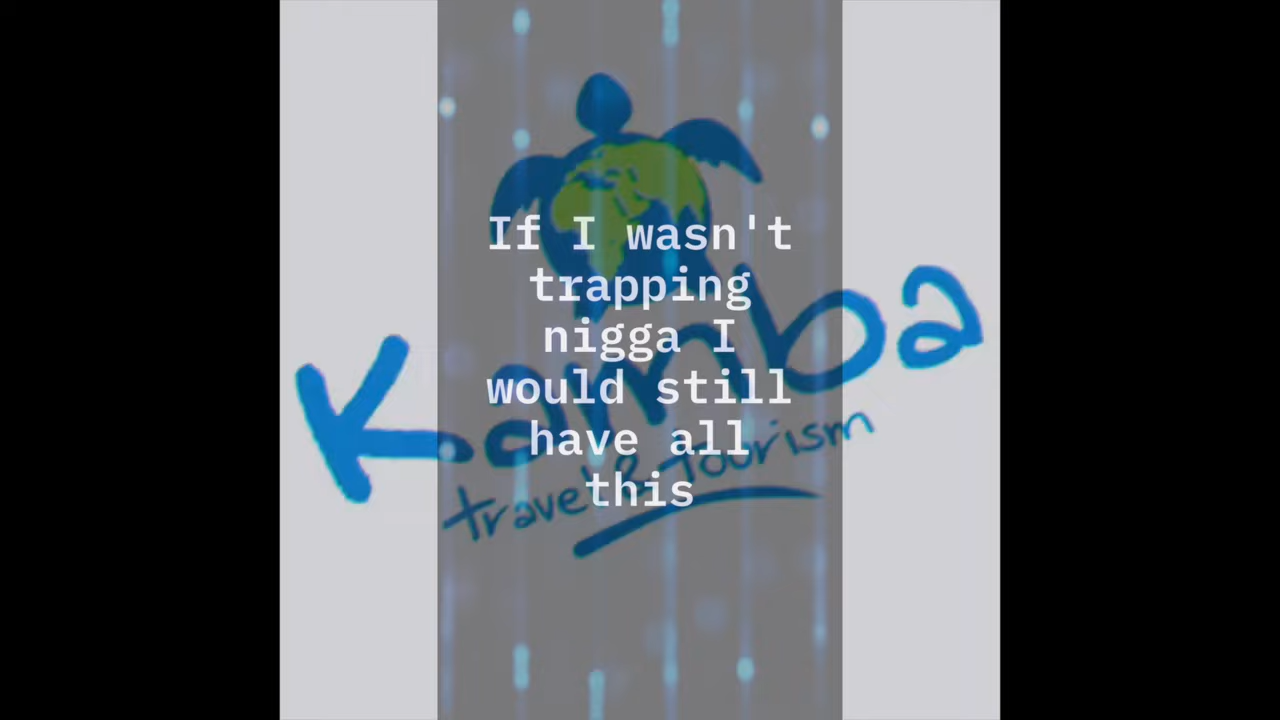 If I wasn't
trapping
nigga I
would still
have all
this
Kamba
travel & tourism